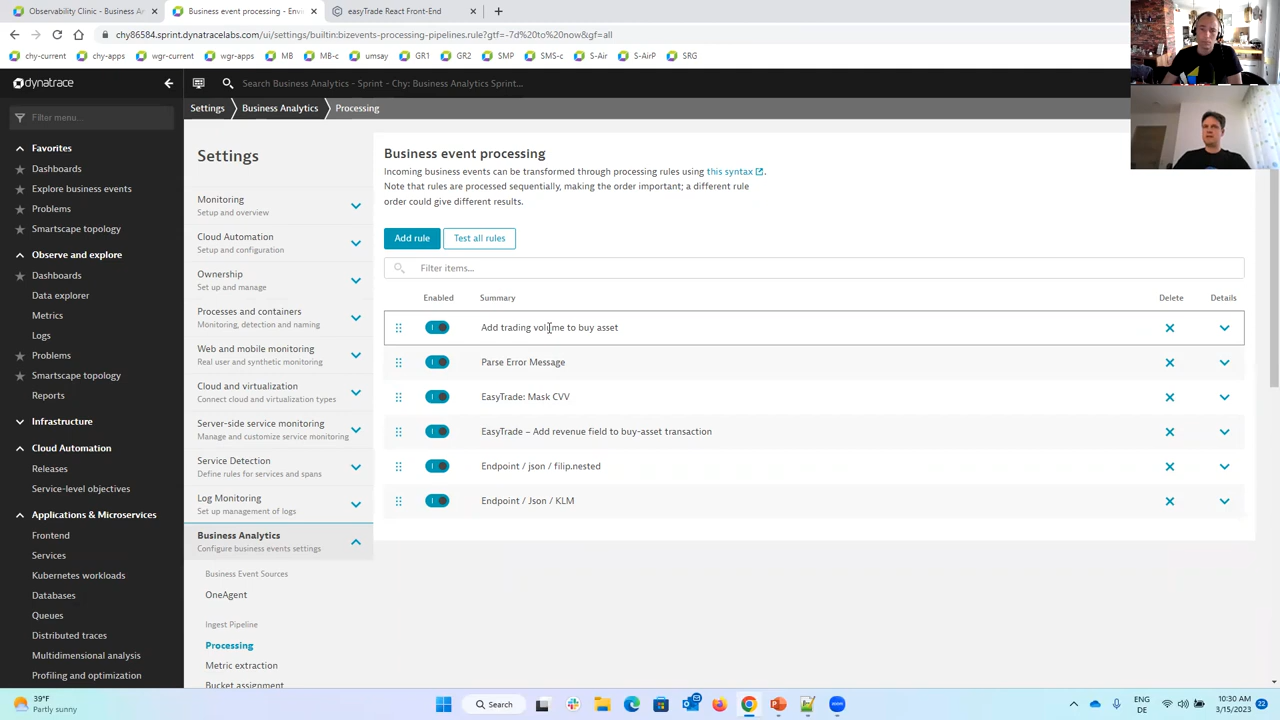 Observability Clinic - Business A
Business event processing - Envi
easyTrade React Front-End
chy86584.sprint.dynatracelabs.com/ui/settings/builtin:bizevents-processing-pipelines.rule?gtf=-7d%20to%20now&gf=all
chy-current
chy-apps
wgr-current
wgr-apps
MB
MB-c
umsay
GR1
GR2
SMP
SMP-c
S-Air
S-AirP
SRG
dynatrace
Search Business Analytics - Sprint - Chy: Business Analytics Sprint...
Filter menu...
Favorites
Dashboards
Explore business events
Problems
Smartscape topology
Observe and explore
Dashboards
Data explorer
Metrics
Logs
Problems
Smartscape topology
Reports
Infrastructure
Cloud Automation
Releases
Service-level objectives
Applications & Microservices
Frontend
Services
Kubernetes workloads
Databases
Queues
Distributed traces
Multidimensional analysis
Profiling and optimization
Settings
Business Analytics
Processing
Settings
Monitoring
Setup and overview
Cloud Automation
Setup and configuration
Ownership
Set up and manage
Processes and containers
Monitoring, detection and naming
Web and mobile monitoring
Real user and synthetic monitoring
Cloud and virtualization
Connect cloud and virtualization types
Server-side service monitoring
Manage and customize service monitoring
Service Detection
Define rules for services and spans
Log Monitoring
Set up management of logs
Business Analytics
Configure business events settings
Business Event Sources
OneAgent
Ingest Pipeline
Processing
Metric extraction
Bucket assignment
Business event processing
Incoming business events can be transformed through processing rules using this syntax.
Note that rules are processed sequentially, making the order important; a different rule
order could give different results.
Add rule
Test all rules
Filter items...
Enabled
Summary
Delete
Details
Add trading volume to buy asset
Parse Error Message
EasyTrade: Mask CVV
EasyTrade – Add revenue field to buy-asset transaction
Endpoint / json / filip.nested
Endpoint / Json / KLM
39°F
Partly sunny
Search
ENG
DE
10:30 AM
3/15/2023
22